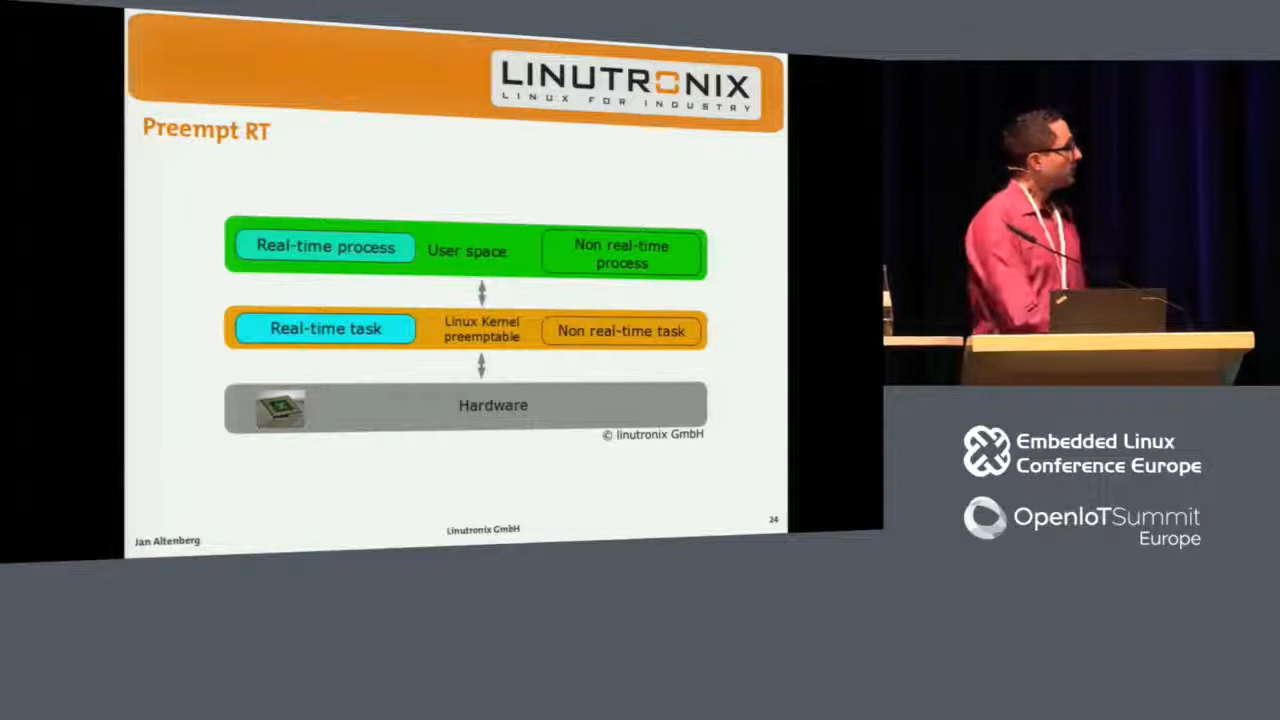 LINUTRONIX
LINUX FOR INDUSTRY
Preempt RT
Real-time process
User space
Non real-time
process
Real-time task
Linux Kernel
preemptable
Non real-time task
Hardware
© linutronix GmbH
Jan Altenberg
Linutronix GmbH
24
Embedded Linux
Conference Europe
OpenIoTSummit
Europe